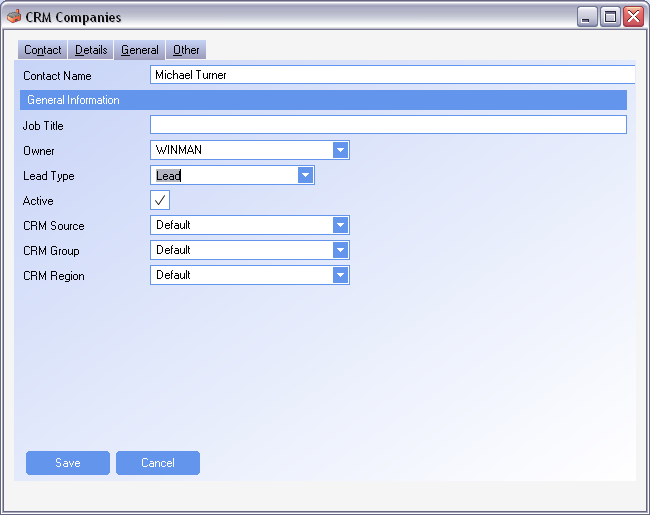 CRM Companies
Contact Details General Other
Contact Name Michael Turner
General Information
Job Title
Owner WINMAN
Lead Type Lead
Active
CRM Source Default
CRM Group Default
CRM Region Default
Save Cancel